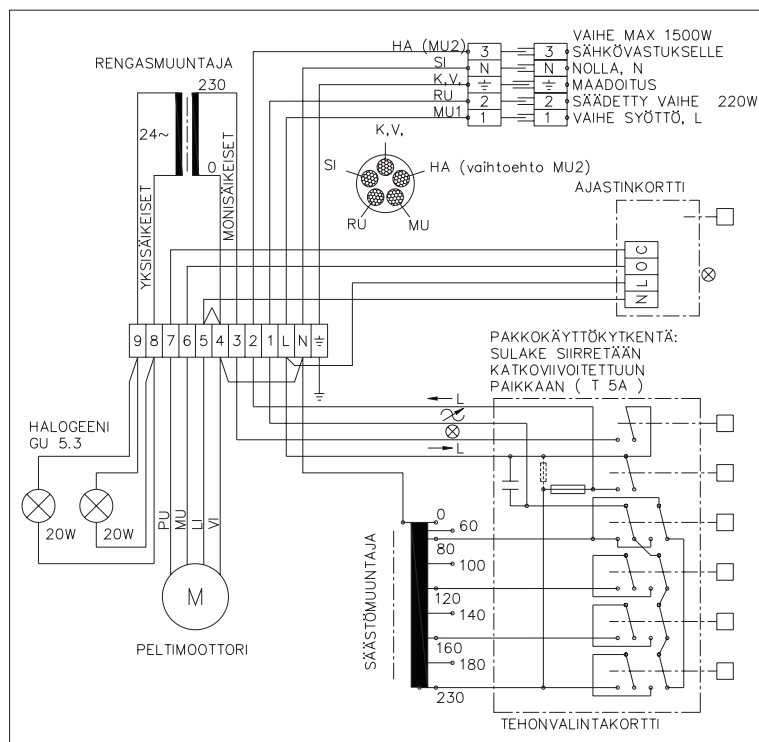 HA (MU2)
SI
K,V,
RU
MU1
3
N
2
1
3
N
2
1
VAIHE MAX 1500W
SÄHKÖVASTUKSELLE
NOLLA, N
MAADOITUS
SÄÄDETTY VAIHE 220W
VAIHE SYÖTTÖ, L
RENGASMUUNTAJA
230
24~
0
YKSISÄIKEISET
MONISÄIKEISET
K,V,
SI
HA (vaihtoehto MU2)
RU
MU
AJASTINKORTTI
C
O
L
N
9 8 7 6 5 4 3 2 1 L N
PAKKOKÄYTTÖKYTKENTÄ:
SULAKE SIIRRETÄÄN
KATKOVIIVOITETTUUN
PAIKKAAN ( T 5A )
L
L
HALOGEENI
GU 5.3
20W
20W
PU
MU
LI
VI
M
PELTIMOOTTORI
SÄÄSTÖMUUNTAJA
0
60
80
100
120
140
160
180
230
TEHONVALINTAKORTTI